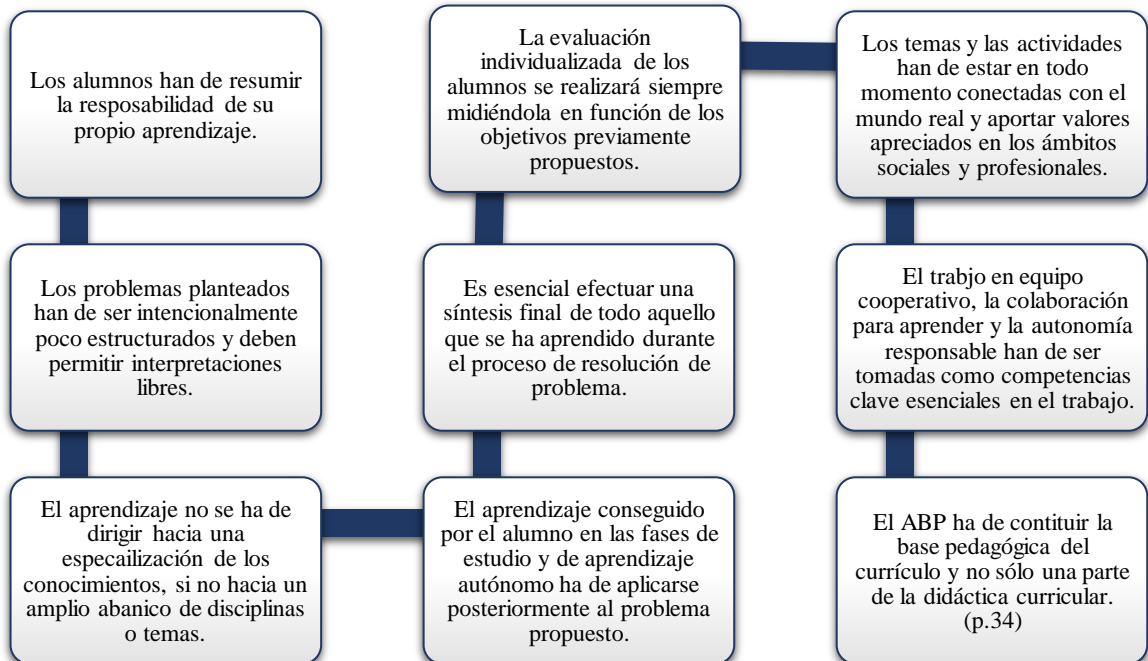 Los alumnos han de resumir
la resposabilidad de su
propio aprendizaje.
Los problemas planteados
han de ser intencionalmente
poco estructurados y deben
permitir interpretaciones
libres.
El aprendizaje no se ha de
dirigir hacia una
especailización de los
conocimientos, si no hacia un
amplio abanico de disciplinas
o temas.
El aprendizaje conseguido
por el alumno en las fases de
estudio y de aprendizaje
autónomo ha de aplicarse
posteriormente al problema
propuesto.
Es esencial efectuar una
síntesis final de todo aquello
que se ha aprendido durante
el proceso de resolución de
problema.
La evaluación
individualizada de los
alumnos se realizará siempre
midiéndola en función de los
objetivos previamente
propuestos.
Los temas y las actividades
han de estar en todo
momento conectadas con el
mundo real y aportar valores
apreciados en los ámbitos
sociales y profesionales.
El trabjo en equipo
cooperativo, la colaboración
para aprender y la autonomía
responsable han de ser
tomadas como competencias
clave esenciales en el trabajo.
El ABP ha de contituir la
base pedagógica del
currículo y no sólo una parte
de la didáctica curricular.
(p.34)